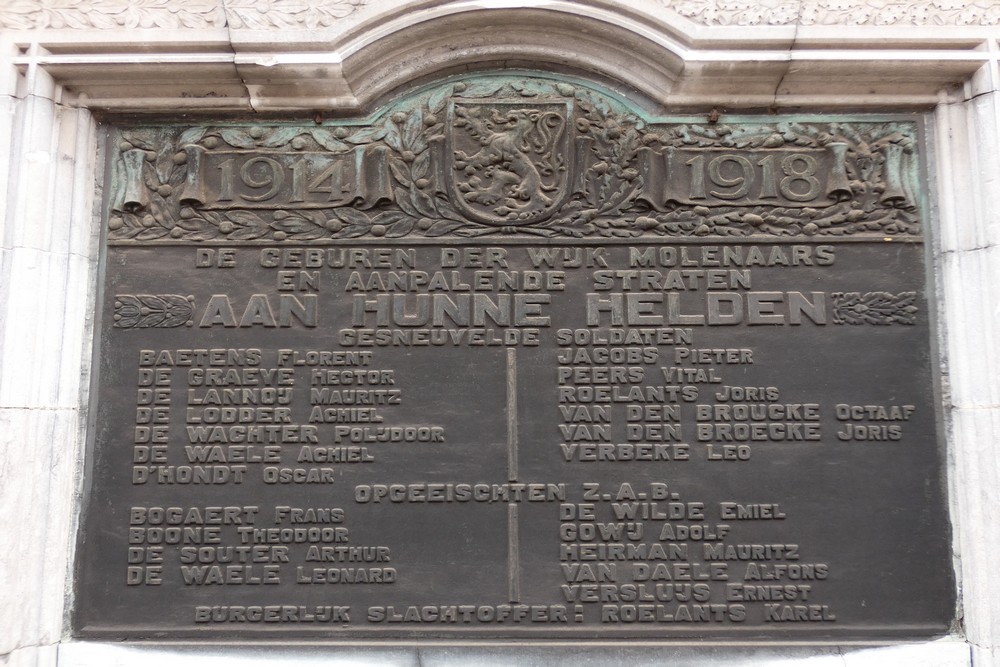 1914 1918
DE GEBUREN DER WIJK MOLENAARS
EN AANPALENDE STRATEN
AAN HUNNE HELDEN
GESNEUVELDE SOLDATEN
BAETENS FLORENT
DE GRAEVE HECTOR
DE LANNOIJ MAURITZ
DE LODDER ACHIEL
DE WACHTER POLIJDOOR
DE WAELE ACHIEL
D'HONDT OSCAR
JACOBS PIETER
PEERS VITAL
ROELANTS JORIS
VAN DEN BROUCKE OCTAAF
VAN DEN BROECKE JORIS
VERBEKE LEO
OPGEEISCHTEN Z.A.B.
BOGAERT FRANS
BOONE THEODOOR
DE SOUTER ARTHUR
DE WAELE LEONARD
DE WILDE EMIEL
GOWIJ ADOLF
HEIRMAN MAURITZ
VAN DAELE ALFONS
VERSLUIJS ERNEST
BURGERLIJK SLACHTOFFER: ROELANTS KAREL